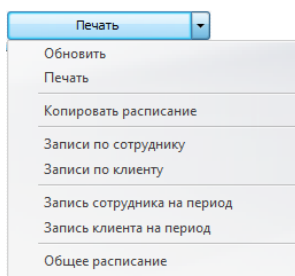 Печать
Обновить
Печать
Копировать расписание
Записи по сотруднику
Записи по клиенту
Запись сотрудника на период
Запись клиента на период
Общее расписание